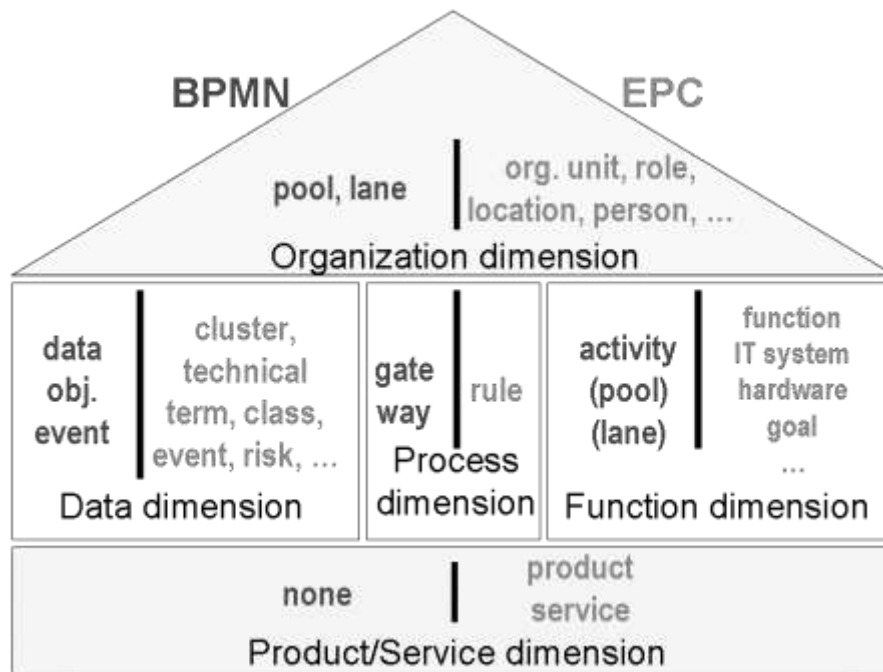 BPMN
EPC
pool, lane
org. unit, role,
location, person, ...
Organization dimension
data
obj.
event
cluster,
technical
term, class,
event, risk, ...
Data dimension
gate
way
rule
Process
dimension
activity
(pool)
(lane)
function
IT system
hardware
goal
...
Function dimension
none
product
service
Product/Service dimension